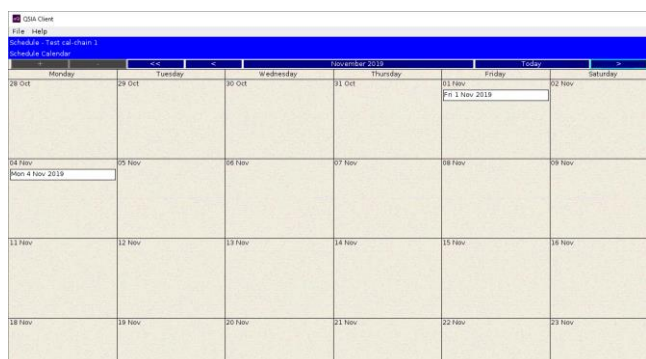 QSIA Client
File Help
Schedule - Test cal-chain 1
Schedule Calendar
+ - << < November 2019 Today >
Monday Tuesday Wednesday Thursday Friday Saturday
28 Oct 29 Oct 30 Oct 31 Oct 01 Nov 02 Nov
Fri 1 Nov 2019
04 Nov 05 Nov 06 Nov 07 Nov 08 Nov 09 Nov
Mon 4 Nov 2019
11 Nov 12 Nov 13 Nov 14 Nov 15 Nov 16 Nov
18 Nov 19 Nov 20 Nov 21 Nov 22 Nov 23 Nov